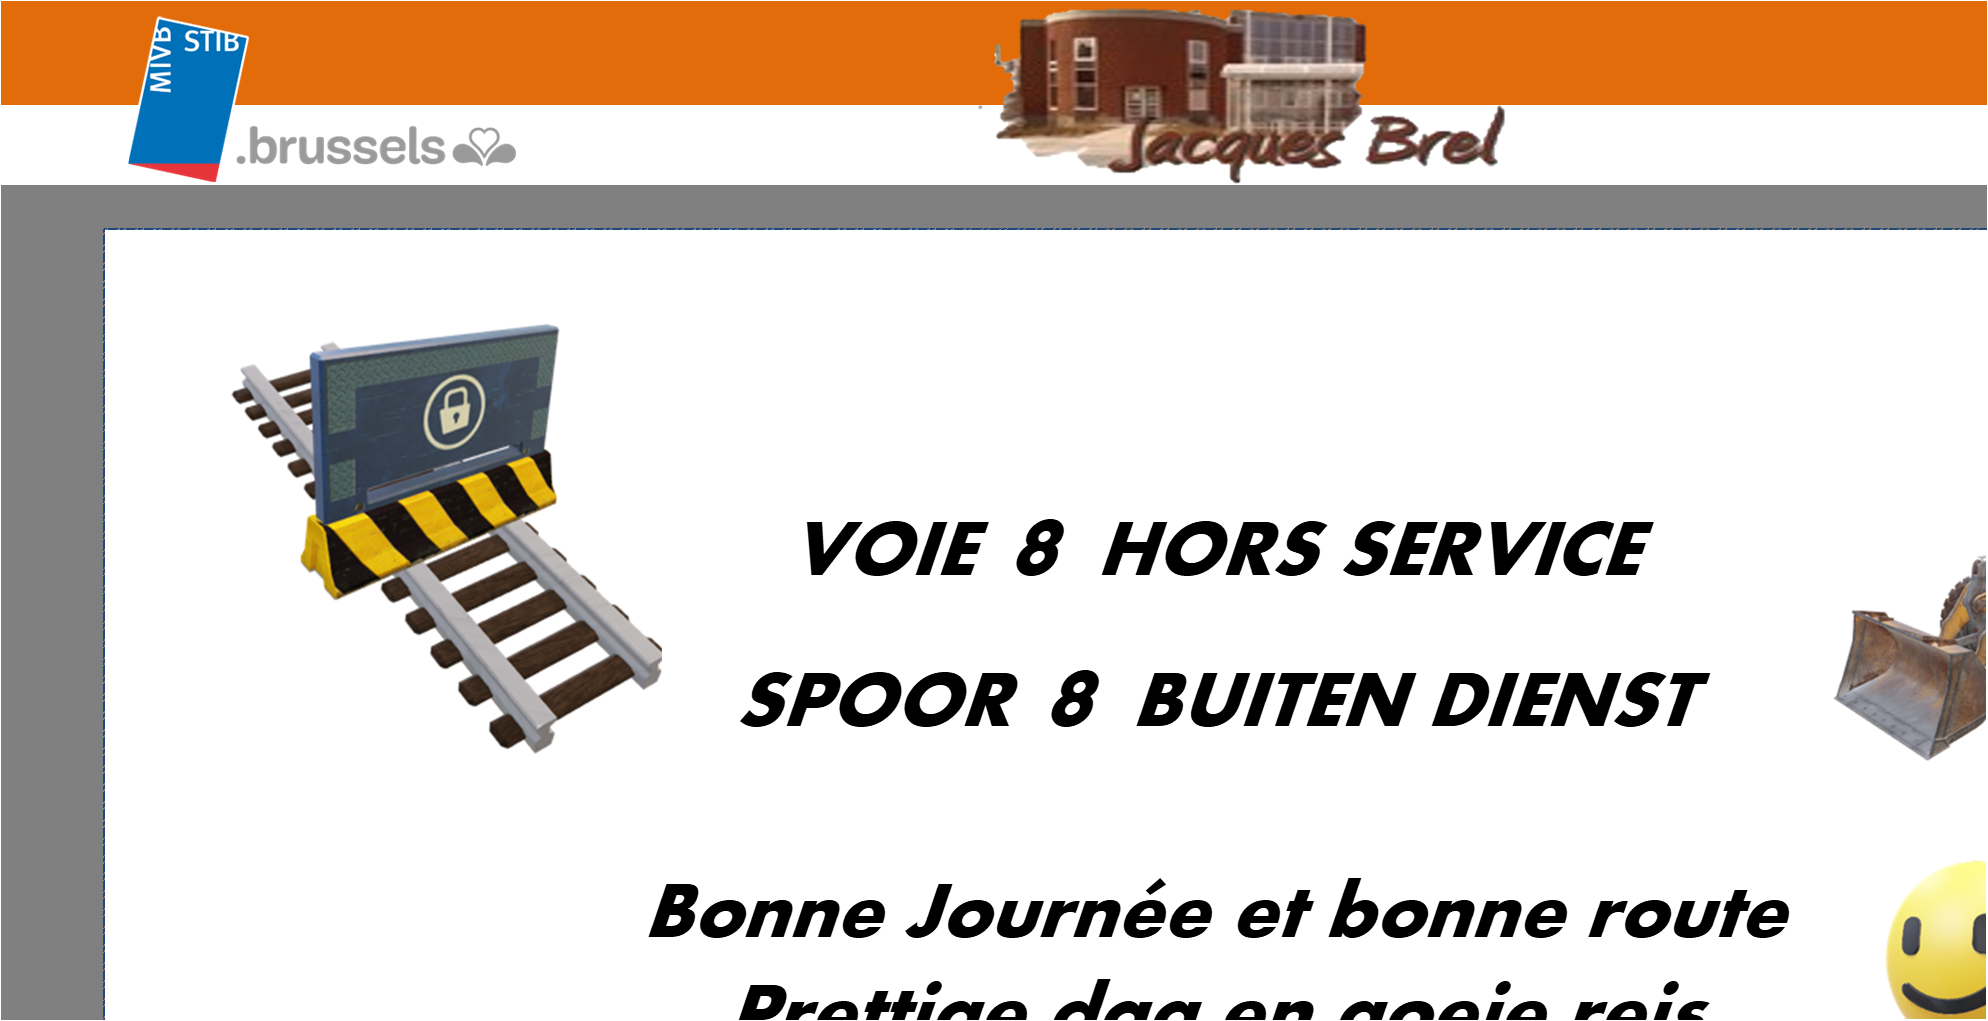 MIVB STIB
.brussels
Jacques Brel
VOIE 8 HORS SERVICE
SPOOR 8 BUITEN DIENST
Bonne Journée et bonne route
Prettige dag en goeie reis